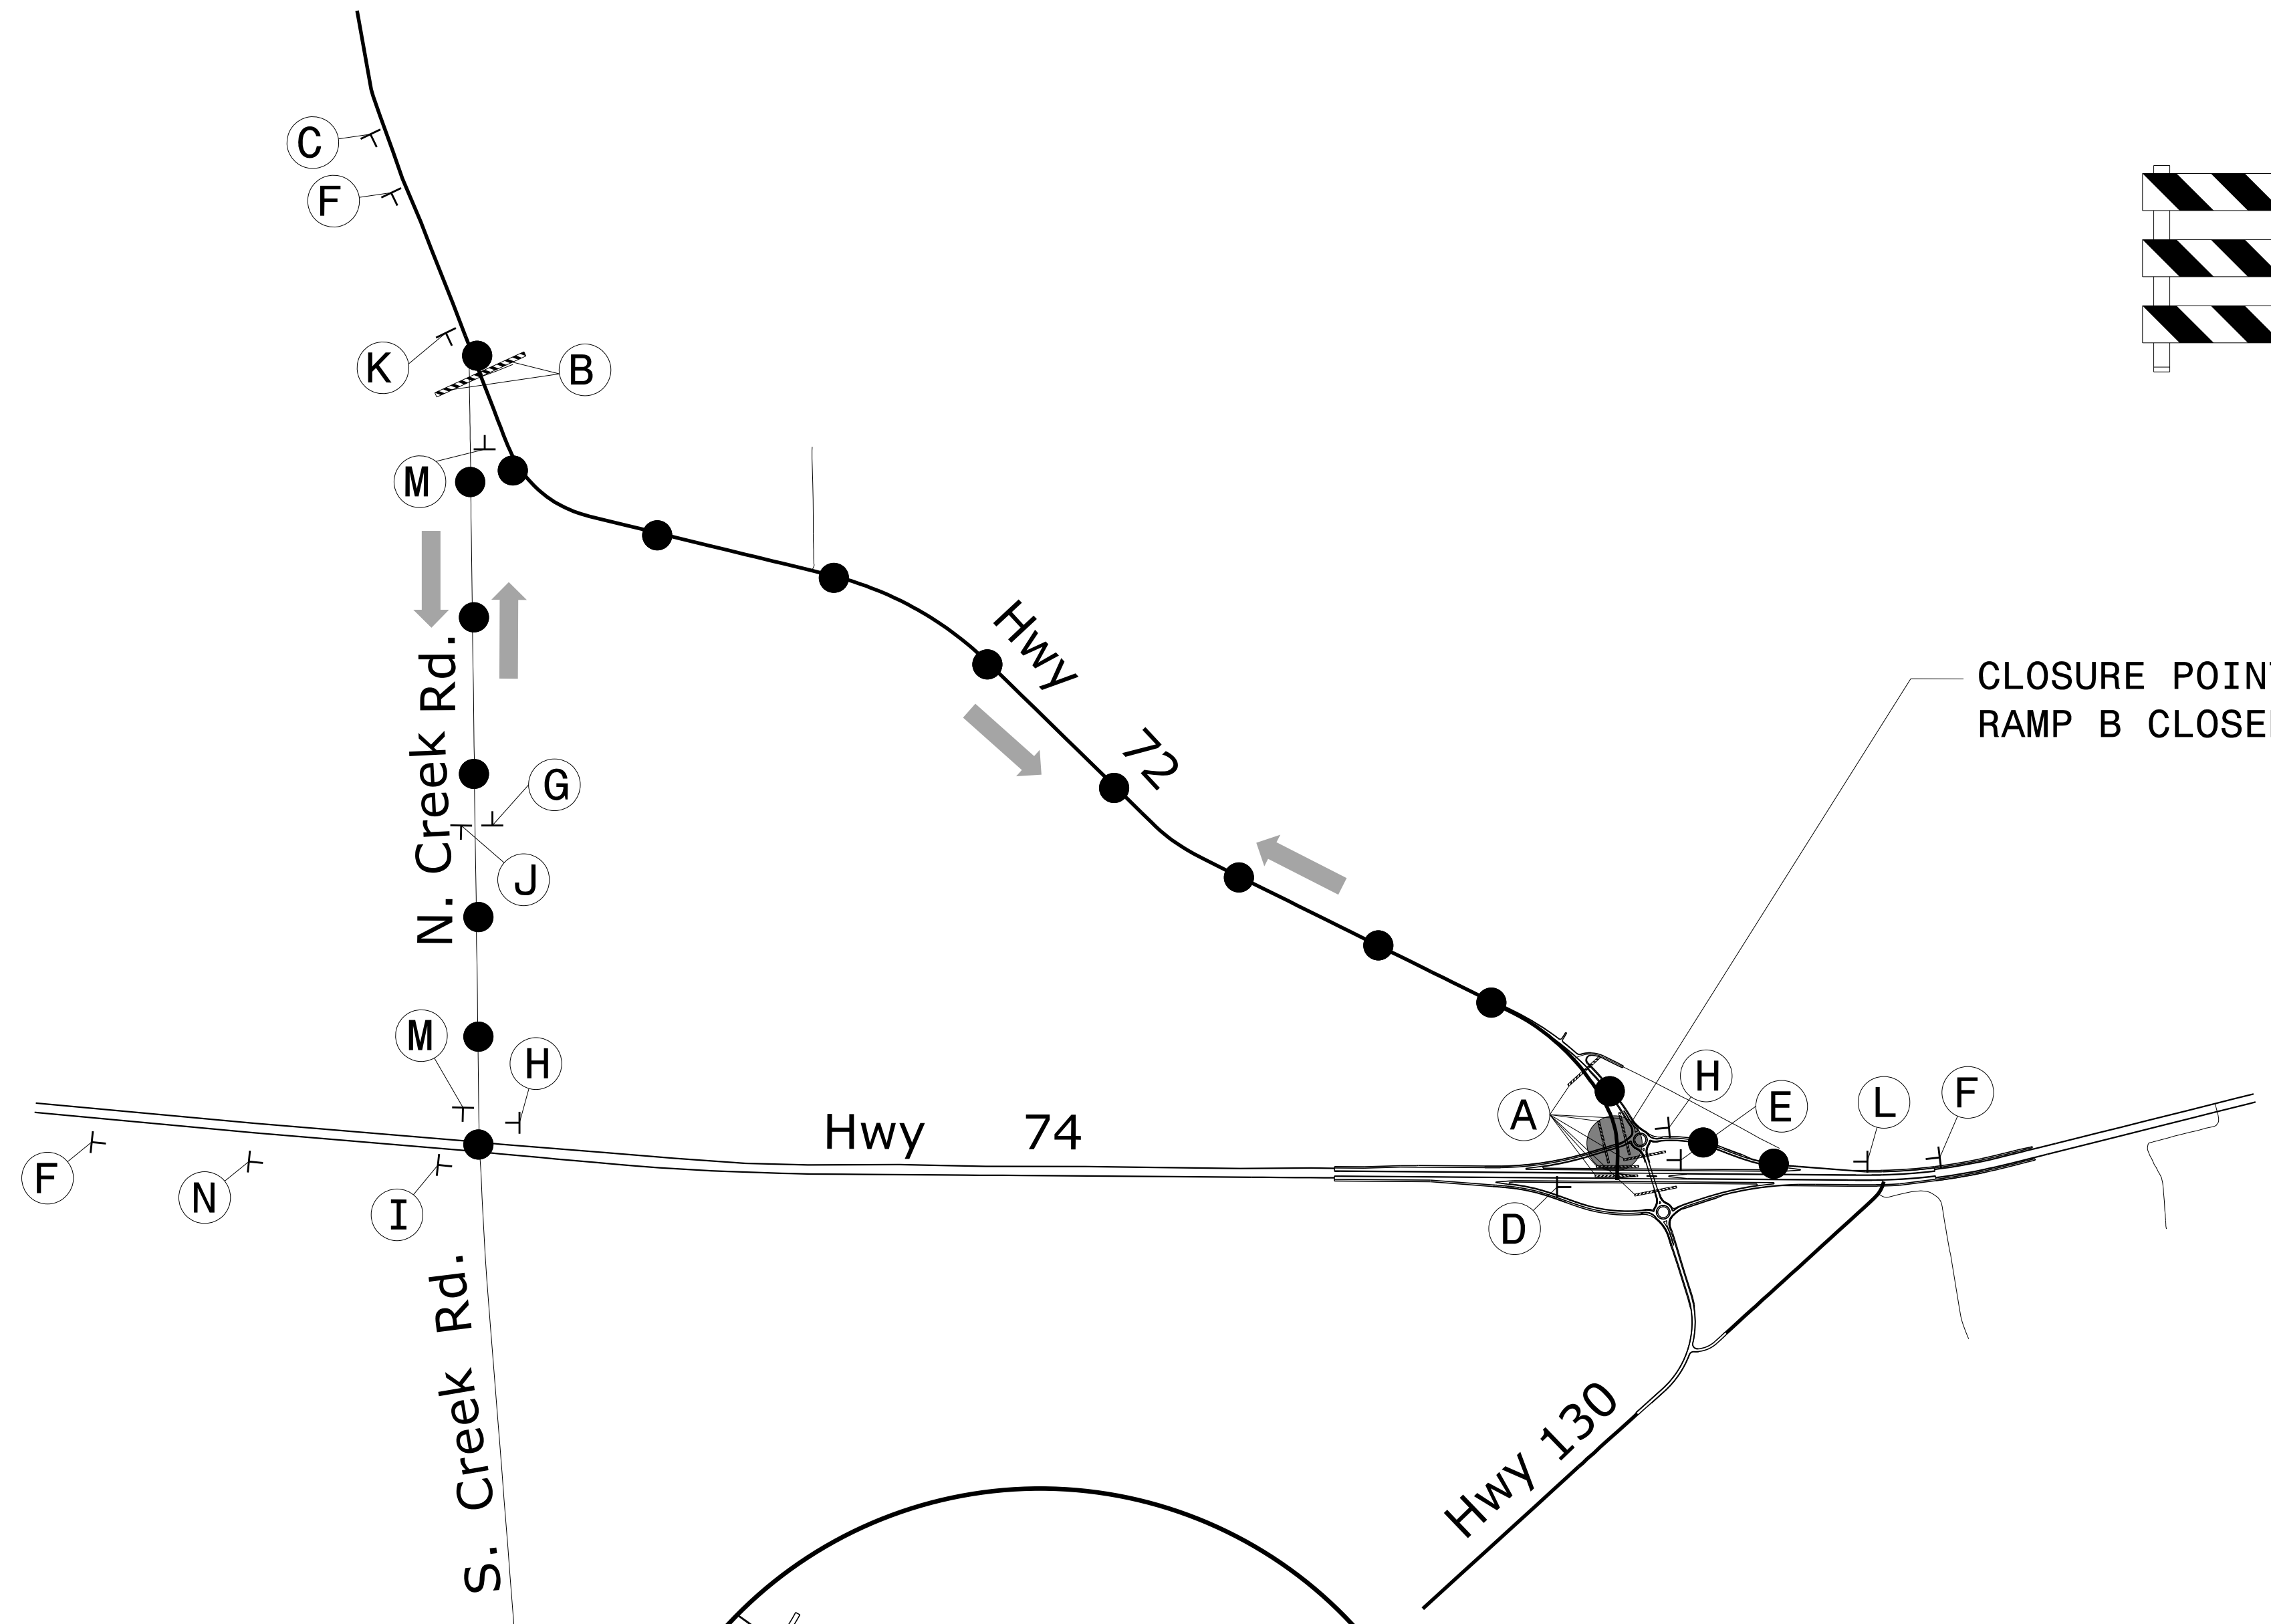 C
F
K
B
M
Hwy 72
N. Creek Rd.
CLOSURE POIN
RAMP B CLOSE
G
J
M
H
H
E
L
F
A
Hwy 74
F
N
I
D
S. Creek Rd.
Hwy 130